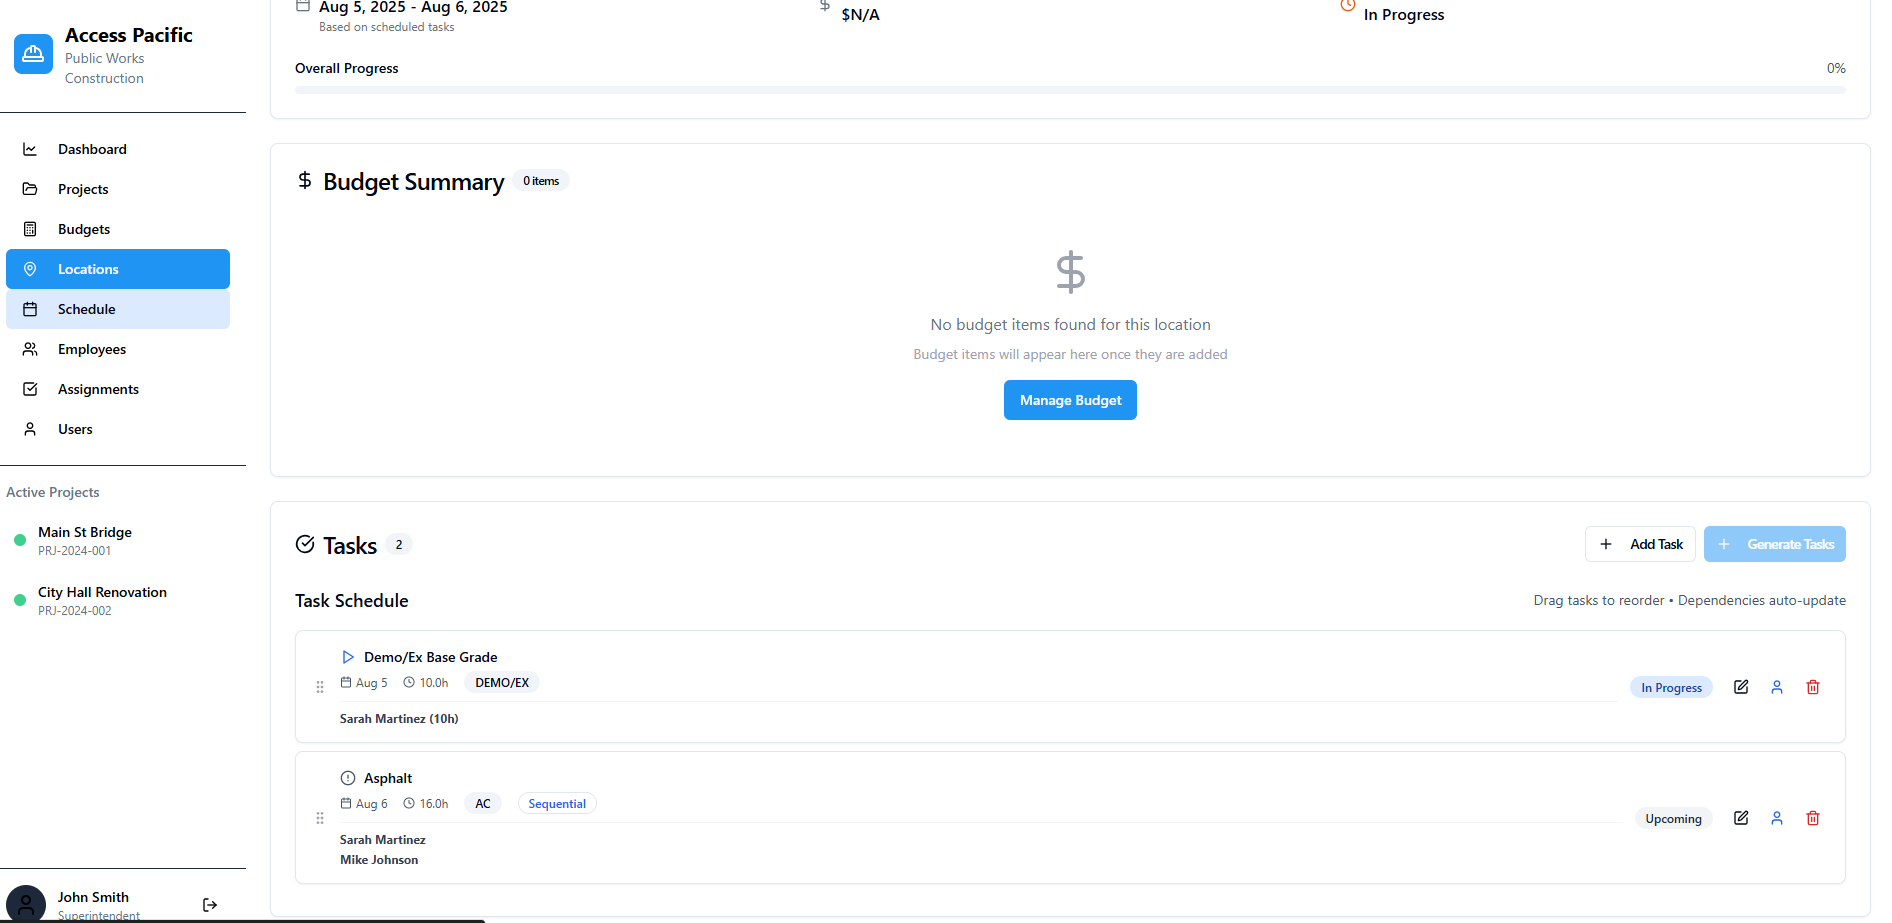 Access Pacific
Public Works
Construction
Dashboard
Projects
Budgets
Locations
Schedule
Employees
Assignments
Users
Active Projects
Main St Bridge
PRJ-2024-001
City Hall Renovation
PRJ-2024-002
John Smith
Superintendent
Aug 5, 2025 - Aug 6, 2025
Based on scheduled tasks
$N/A
In Progress
Overall Progress
0%
Budget Summary
0 items
No budget items found for this location
Budget items will appear here once they are added
Manage Budget
Tasks
2
Add Task
Generate Tasks
Task Schedule
Drag tasks to reorder • Dependencies auto-update
Demo/Ex Base Grade
Aug 5 10.0h DEMO/EX
In Progress
Sarah Martinez (10h)
Asphalt
Aug 6 16.0h AC Sequential
Upcoming
Sarah Martinez
Mike Johnson